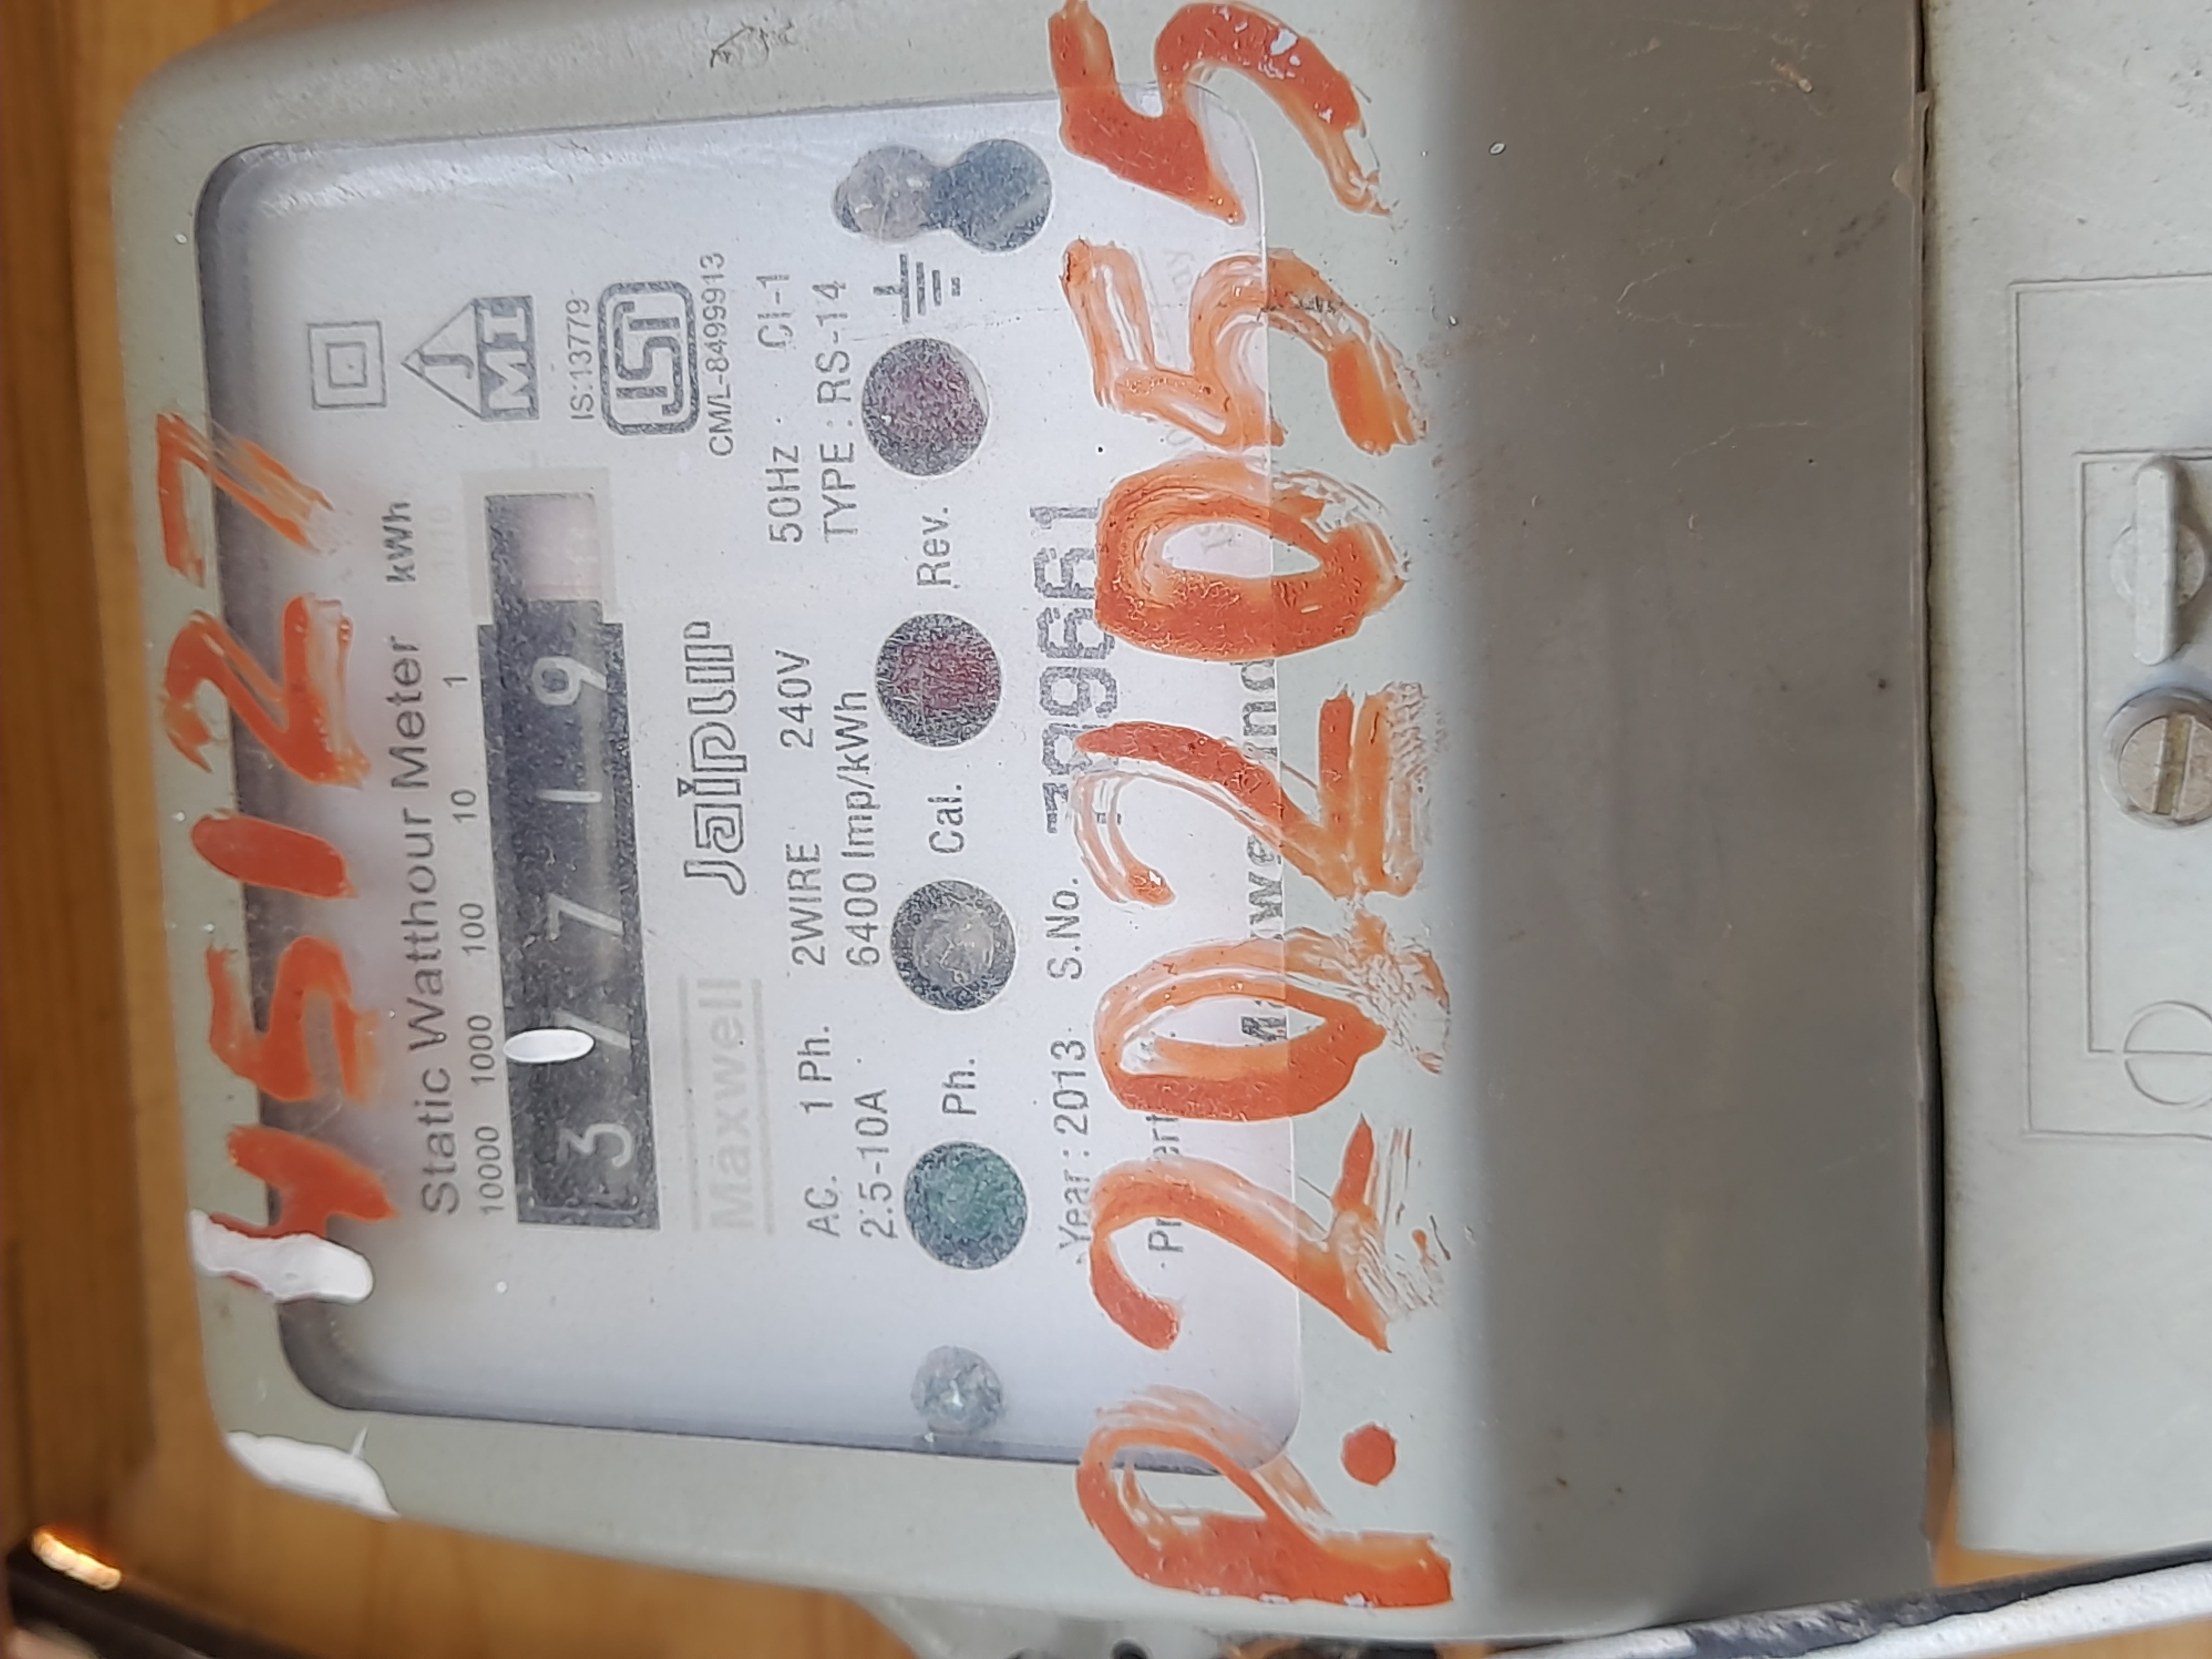 45127
Static Watthour Meter kWh
10000 1000 100 10 1
3 7 7 1 9
IS:13779
CM/L-8499913
Maxwell Jaipur
AC. 1 Ph. 2WIRE 240V 50Hz Cl-1
2.5-10A 6400 Imp/kWh TYPE : RS-14
Ph. Cal. Rev.
Year : 2013 S.No. 7996661
P.202055